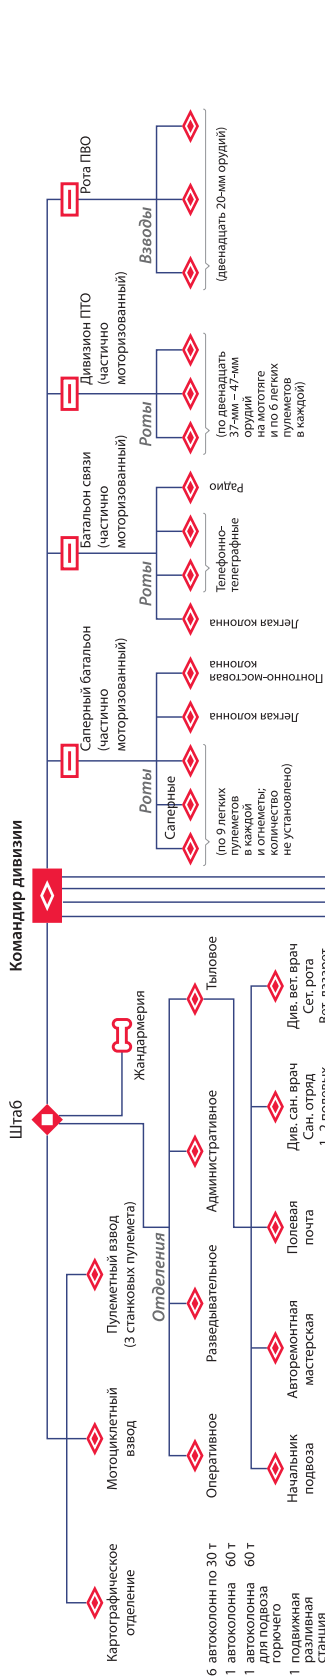 Командир дивизии
Штаб
Жандармерия
Картографическое
отделение
Мотоциклетный
взвод
Пулеметный взвод
(3 станковых пулемета)
Отделения
Оперативное
Разведывательное
Административное
Тыловое
Начальник
подвоза
Авторемонтная
мастерская
Полевая
почта
Див. сан. врач
Сан. отряд
Див. вет. врач
Сет. рота
6 автоколонн по 30 т
1 автоколонна 60 т
1 автоколонна 60 т
для подвоза
горючего
1 подвижная
разливная
станция
Саперный батальон
(частично
моторизованный)
Роты
Саперные
(по 9 легких
пулеметов
в каждой
и огнеметы;
количество
не установлено)
Легкая колонна
Понтонно-мостовая
колонна
Батальон связи
(частично
моторизованный)
Роты
Легкая колонна
Телефонно-
телеграфные
Радио
Дивизион ПТО
(частично
моторизованный)
Роты
(по двенадцать
37-мм – 47-мм
орудий
на мототяге
и по 6 легких
пулеметов
в каждой)
Рота ПВО
Взводы
(двенадцать 20-мм орудий)